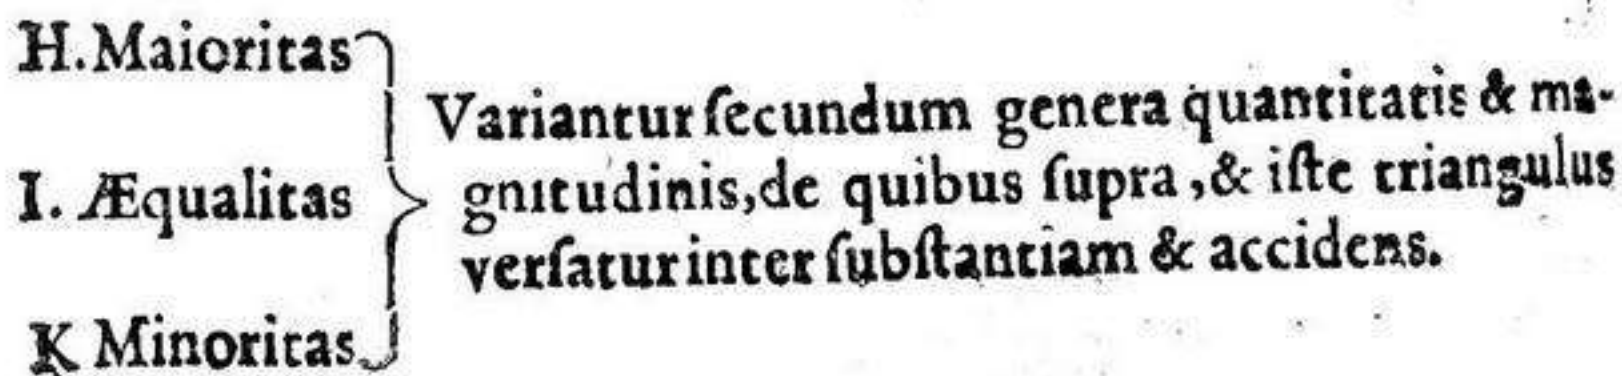 H. Maioritas
Variantur ſecundum genera quantitatis & ma-
I. Æqualitas
gnitudinis, de quibus ſupra, & iſte triangulus
verſatur inter ſubſtantiam & accidens.
K Minoritas